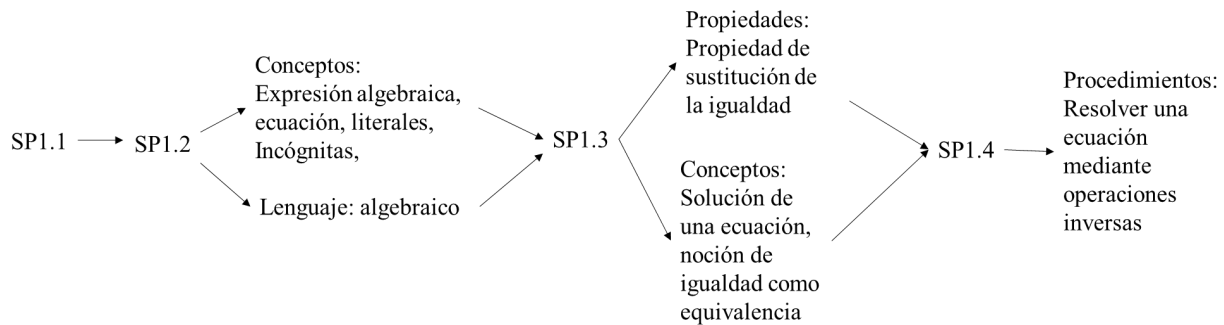 SP1.1
SP1.2
Conceptos:
Expresión algebraica,
ecuación, literales,
Incógnitas,
Lenguaje: algebraico
SP1.3
Propiedades:
Propiedad de
sustitución de
la igualdad
Conceptos:
Solución de
una ecuación,
noción de
igualdad como
equivalencia
SP1.4
Procedimientos:
Resolver una
ecuación
mediante
operaciones
inversas